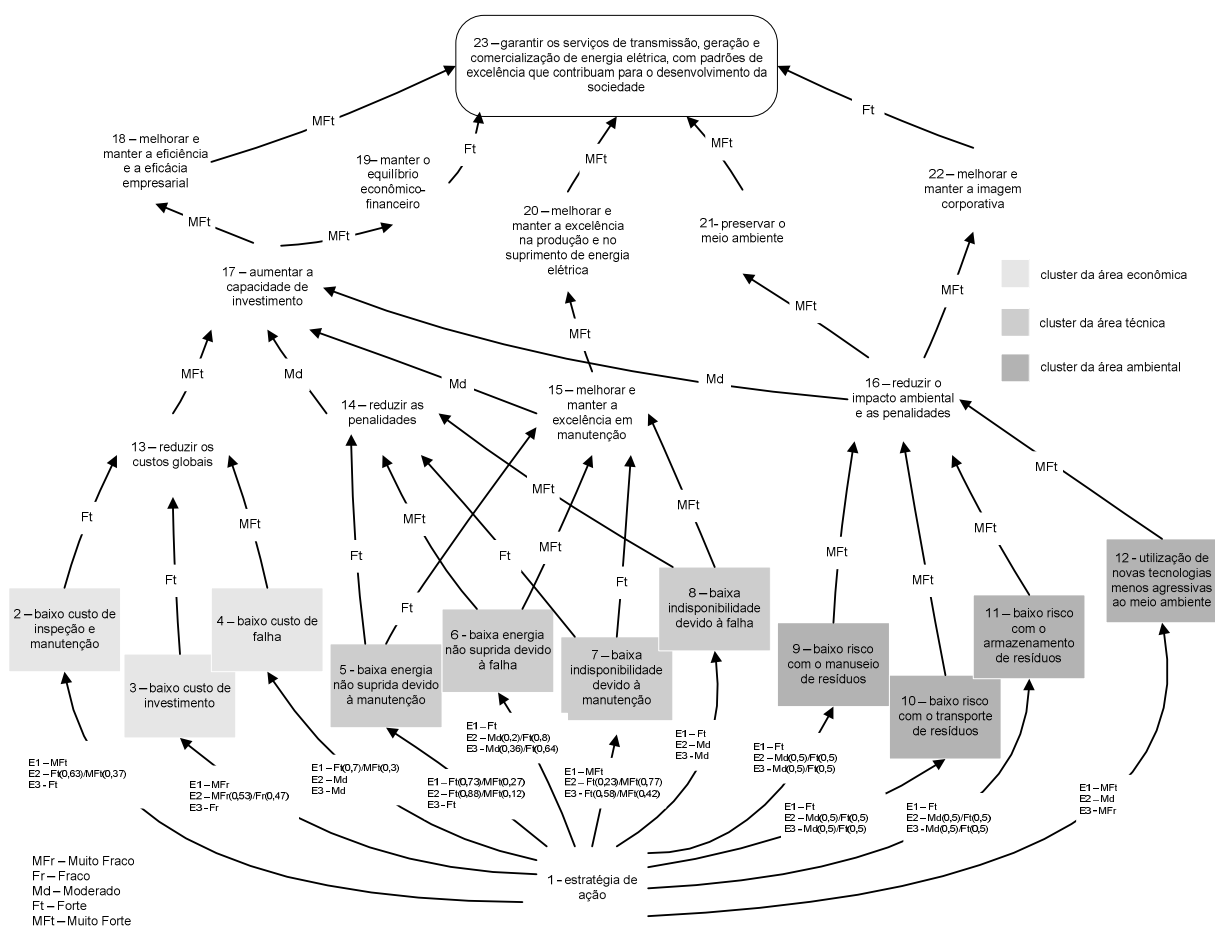 23 – garantir os serviços de transmissão, geração e
comercialização de energia elétrica, com padrões de
excelência que contribuam para o desenvolvimento da
sociedade
MFt
Ft
MFt
MFt
Ft
18 – melhorar e
manter a eficiência
e a eficácia
empresarial
19– manter o
equilíbrio
econômico-
financeiro
20 – melhorar e
manter a excelência
na produção e no
suprimento de energia
elétrica
21- preservar o
meio ambiente
22 – melhorar e
manter a imagem
corporativa
MFt
MFt
17 – aumentar a
capacidade de
investimento
MFt
MFt
MFt
cluster da área econômica
cluster da área técnica
cluster da área ambiental
MFt
Md
Md
Md
13 – reduzir os
custos globais
14 – reduzir as
penalidades
15 – melhorar e
manter a
excelência em
manutenção
16 – reduzir o
impacto ambiental
e as penalidades
Ft
Ft
MFt
Ft
MFt
Ft
Ft
MFt
Ft
MFt
MFt
MFt
MFt
MFt
MFt
2 – baixo custo de
inspeção e
manutenção
3 – baixo custo de
investimento
4 – baixo custo de
falha
5 - baixa energia
não suprida devido
à manutenção
6 - baixa energia
não suprida devido
à falha
7 – baixa
indisponibilidade
devido à
manutenção
8 – baixa
indisponibilidade
devido à falha
9 – baixo risco
com o manuseio
de resíduos
10 – baixo risco
com o transporte
de resíduos
11 – baixo risco
com o
armazenamento
de resíduos
12 - utilização de
novas tecnologias
menos agressivas
ao meio ambiente
E1 – MFt
E2 – Ft(0,63)/MFt(0,37)
E3 - Ft
E1 – MFr
E2 – MFr(0,53)/Fr(0,47)
E3 – Fr
E1 – Ft(0,7)/MFt(0,3)
E2 – Md
E3 – Md
E1 – Ft(0,73)/MFt(0,27)
E2 – Ft(0,88)/MFt(0,12)
E3 – Ft
E1 – Ft
E2 – Md(0,2)/Ft(0,8)
E3 - Md(0,36)/Ft(0,64)
E1 – MFt
E2 – Ft(0,23)/MFt(0,77)
E3 - Ft(0,58)/MFt(0,42)
E1 – Ft
E2 – Md
E3 - Md
E1 – Ft
E2 – Md(0,5)/Ft(0,5)
E3 - Md(0,5)/Ft(0,5)
E1 – Ft
E2 – Md(0,5)/Ft(0,5)
E3 - Md(0,5)/Ft(0,5)
E1 – Ft
E2 – Md(0,5)/Ft(0,5)
E3 - Md(0,5)/Ft(0,5)
E1 – MFt
E2 – Md
E3 - MFr
1 - estratégia de
ação
MFr – Muito Fraco
Fr – Fraco
Md – Moderado
Ft – Forte
MFt – Muito Forte